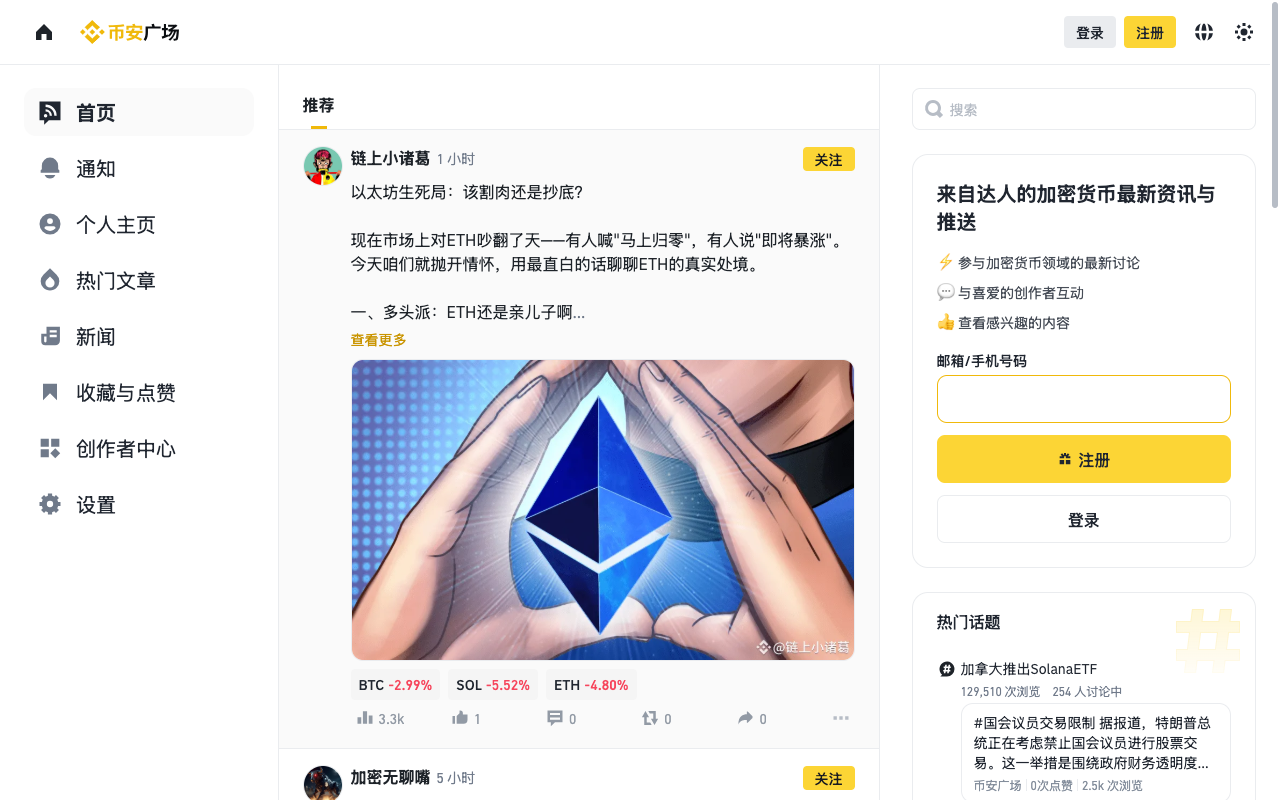 币安广场
登录
注册
首页
通知
个人主页
热门文章
新闻
收藏与点赞
创作者中心
设置
推荐
链上小诸葛 1 小时
关注
以太坊生死局：该割肉还是抄底?
现在市场上对ETH吵翻了天——有人喊"马上归零"，有人说"即将暴涨"。
今天咱们就抛开情怀，用最直白的话聊聊ETH的真实处境。
一、多头派：ETH还是亲儿子啊...
查看更多
@链上小诸葛
BTC -2.99%
SOL -5.52%
ETH -4.80%
3.3k
1
0
0
0
加密无聊嘴 5 小时
关注
搜索
来自达人的加密货币最新资讯与
推送
⚡参与加密货币领域的最新讨论
💬与喜爱的创作者互动
👍查看感兴趣的内容
邮箱/手机号码
注册
登录
热门话题
加拿大推出SolanaETF
129,510 次浏览 254 人讨论中
#国会议员交易限制 据报道，特朗普总
统正在考虑禁止国会议员进行股票交
易。这一举措是围绕政府财务透明度...
币安广场 | 0次点赞 | 2.5k 次浏览